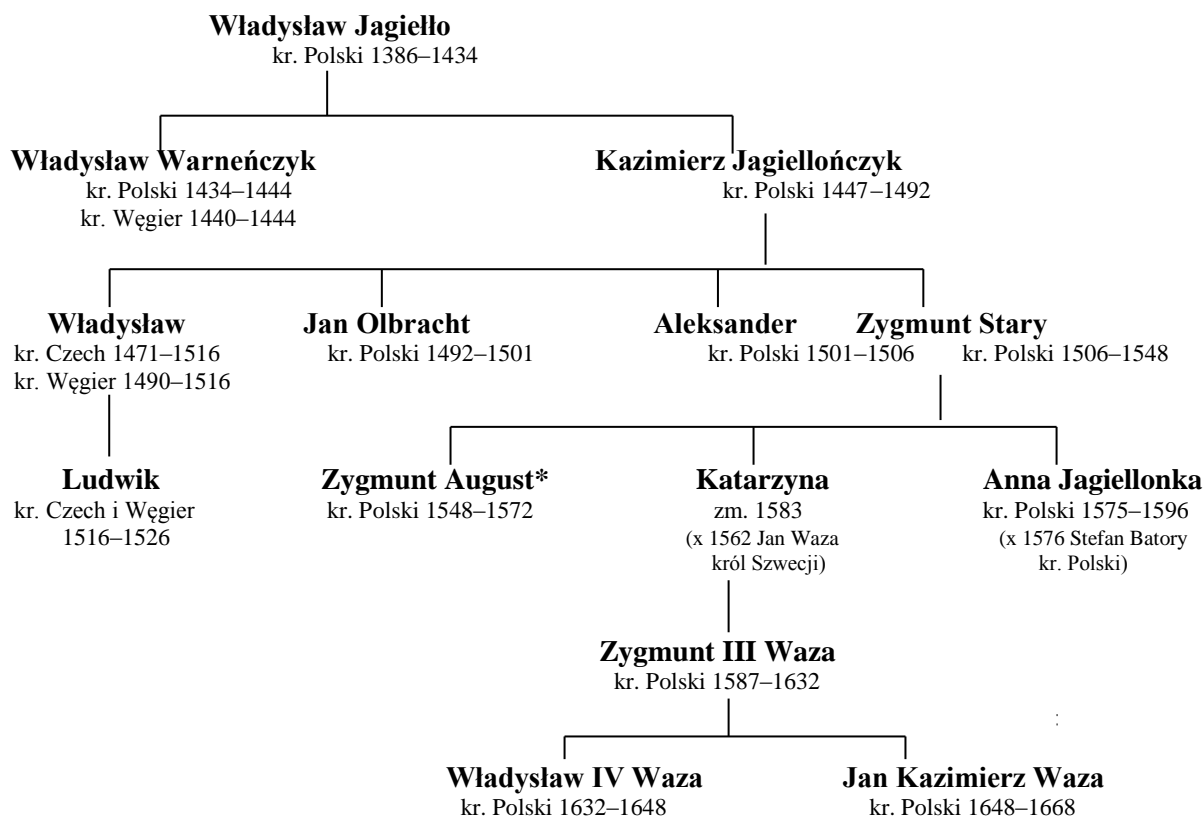 Władysław Jagiełło
kr. Polski 1386–1434
Władysław Warneńczyk
kr. Polski 1434–1444
kr. Węgier 1440–1444
Kazimierz Jagiellończyk
kr. Polski 1447–1492
Władysław
kr. Czech 1471–1516
kr. Węgier 1490–1516
Jan Olbracht
kr. Polski 1492–1501
Aleksander
kr. Polski 1501–1506
Zygmunt Stary
kr. Polski 1506–1548
Ludwik
kr. Czech i Węgier
1516–1526
Zygmunt August*
kr. Polski 1548–1572
Katarzyna
zm. 1583
(x 1562 Jan Waza
król Szwecji)
Anna Jagiellonka
kr. Polski 1575–1596
(x 1576 Stefan Batory
kr. Polski)
Zygmunt III Waza
kr. Polski 1587–1632
Władysław IV Waza
kr. Polski 1632–1648
Jan Kazimierz Waza
kr. Polski 1648–1668